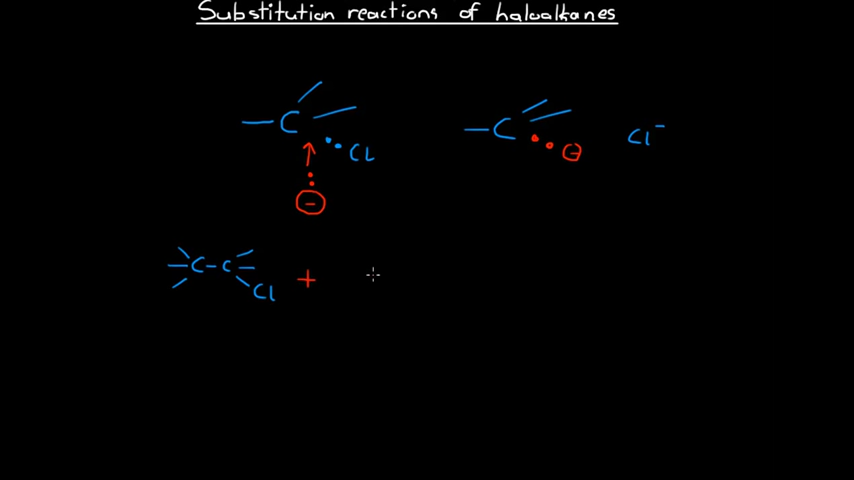 Substitution reactions of haloalkanes
C Cl -
C - Cl-
C-C Cl +